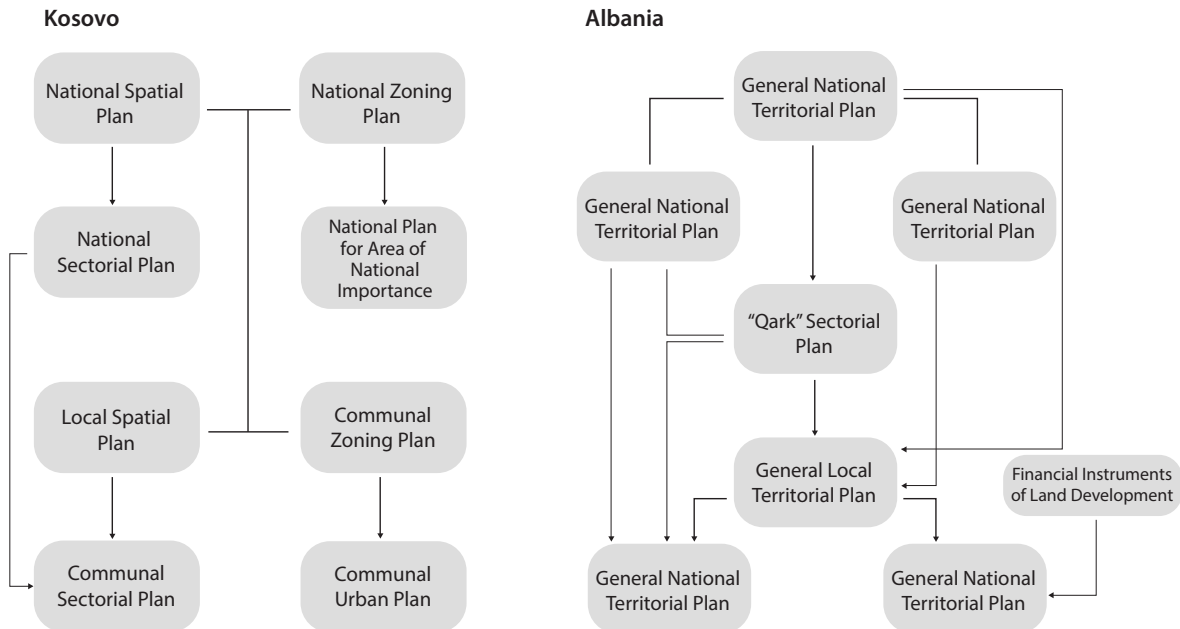 Kosovo
National Spatial
Plan
National Zoning
Plan
National
Sectorial Plan
National Plan
for Area of
National
Importance
Local Spatial
Plan
Communal
Zoning Plan
Communal
Sectorial Plan
Communal
Urban Plan
Albania
General National
Territorial Plan
General National
Territorial Plan
General National
Territorial Plan
“Qark” Sectorial
Plan
General Local
Territorial Plan
Financial Instruments
of Land Development
General National
Territorial Plan
General National
Territorial Plan